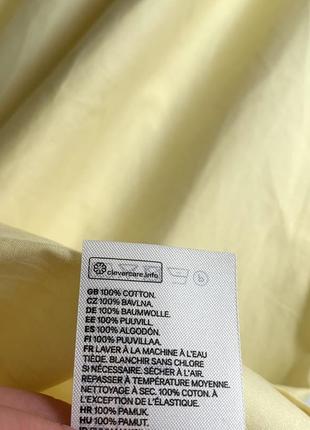 clevercare.info
GB 100% COTTON.
CZ 100% BAVLNA.
DE 100% BAUMWOLLE.
EE 100% PUUVILL.
ES 100% ALGODÓN.
FI 100% PUUVILLAA.
FR LAVER À LA MACHINE À L'EAU
TIÈDE. BLANCHIR SANS CHLORE
SI NÉCESSAIRE. SÉCHER À L'AIR.
REPASSER À TEMPÉRATURE MOYENNE.
NETTOYAGE À SEC. 100% COTON. À
L'EXCEPTION DE L'ÉLASTIQUE.
HR 100% PAMUK.
HU 100% PAMUT.